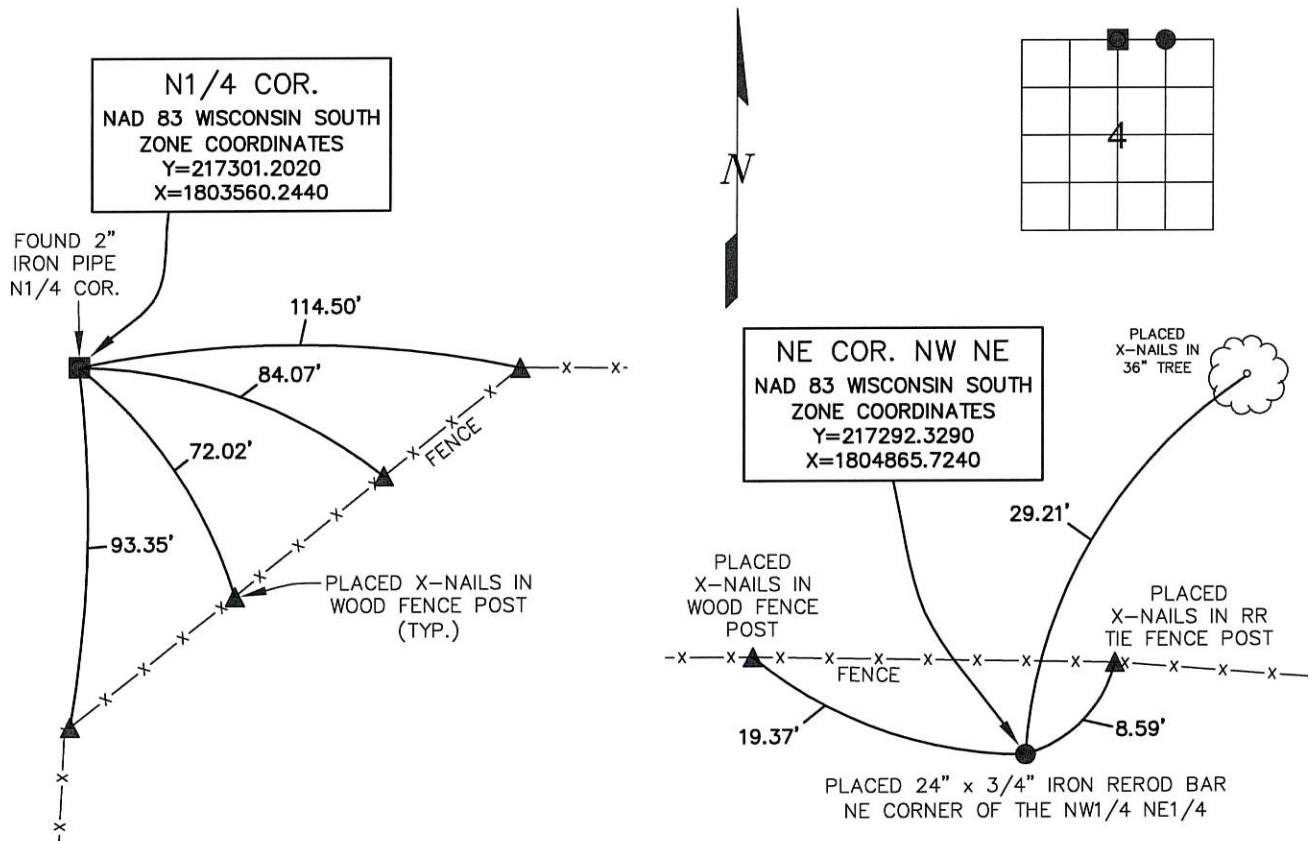 N1/4 COR.
NAD 83 WISCONSIN SOUTH
ZONE COORDINATES
Y=217301.2020
X=1803560.2440
FOUND 2"
IRON PIPE
N1/4 COR.
114.50'
84.07'
72.02'
93.35'
FENCE
PLACED X-NAILS IN
WOOD FENCE POST
(TYP.)
N
4
NE COR. NW NE
NAD 83 WISCONSIN SOUTH
ZONE COORDINATES
Y=217292.3290
X=1804865.7240
PLACED
X-NAILS IN
36" TREE
29.21'
PLACED
X-NAILS IN
WOOD FENCE
POST
PLACED
X-NAILS IN RR
TIE FENCE POST
FENCE
19.37'
8.59'
PLACED 24" x 3/4" IRON REROD BAR
NE CORNER OF THE NW1/4 NE1/4